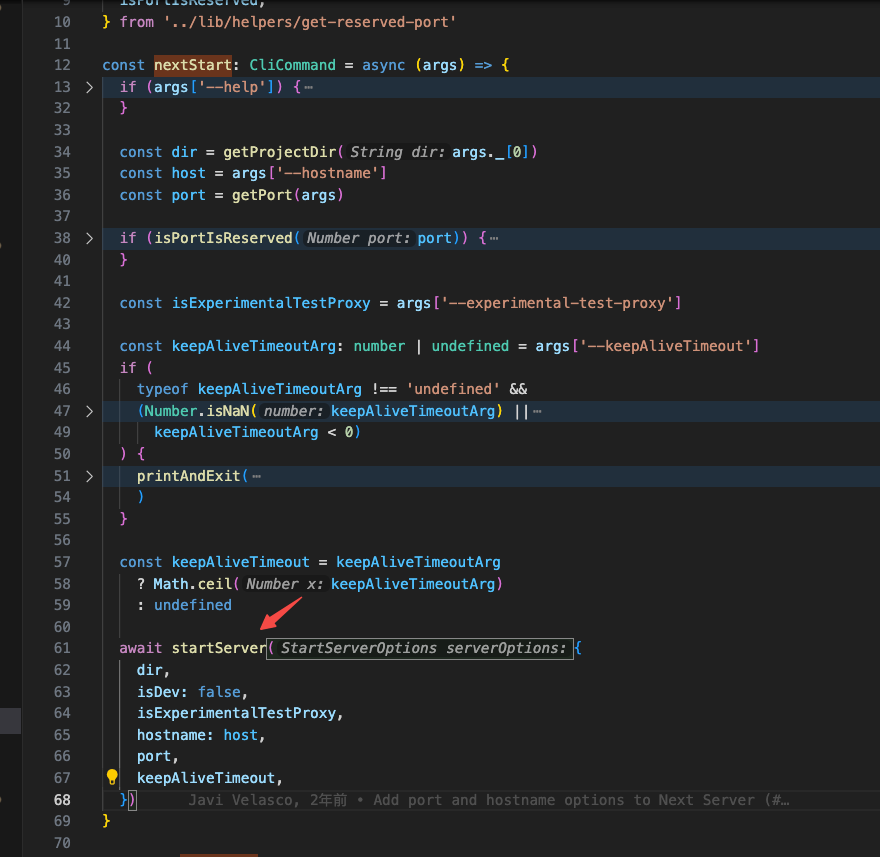 9 isPortIsReserved,
10 } from '../lib/helpers/get-reserved-port'
11
12 const nextStart: CliCommand = async (args) => {
13 if (args['--help']) { ⋯
32 }
33
34 const dir = getProjectDir( String dir: args._[0])
35 const host = args['--hostname']
36 const port = getPort(args)
37
38 if (isPortIsReserved( Number port: port)) { ⋯
40 }
41
42 const isExperimentalTestProxy = args['--experimental-test-proxy']
43
44 const keepAliveTimeoutArg: number | undefined = args['--keepAliveTimeout']
45 if (
46 typeof keepAliveTimeoutArg !== 'undefined' &&
47 (Number.isNaN( number: keepAliveTimeoutArg) || ⋯
49 keepAliveTimeoutArg < 0)
50 ) {
51 printAndExit( ⋯
54 )
55 }
56
57 const keepAliveTimeout = keepAliveTimeoutArg
58 ? Math.ceil( Number x: keepAliveTimeoutArg)
59 : undefined
60
61 await startServer( StartServerOptions serverOptions: {
62 dir,
63 isDev: false,
64 isExperimentalTestProxy,
65 hostname: host,
66 port,
67 keepAliveTimeout,
68 }) Javi Velasco, 2年前 • Add port and hostname options to Next Server (#…
69 }
70